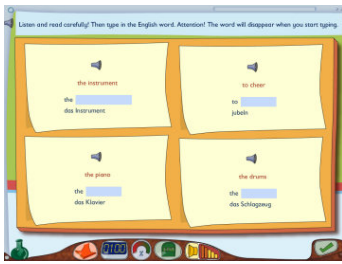 Listen and read carefully! Then type in the English word. Attention! The word will disappear when you start typing.
the instrument
the
das Instrument
to cheer
to
jubeln
the piano
the
das Klavier
the drums
the
das Schlagzeug